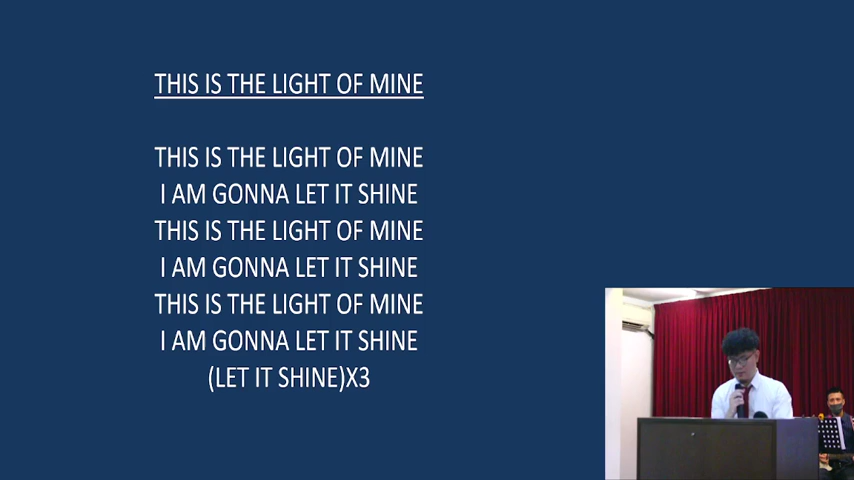 THIS IS THE LIGHT OF MINE
THIS IS THE LIGHT OF MINE
I AM GONNA LET IT SHINE
THIS IS THE LIGHT OF MINE
I AM GONNA LET IT SHINE
THIS IS THE LIGHT OF MINE
I AM GONNA LET IT SHINE
(LET IT SHINE)X3